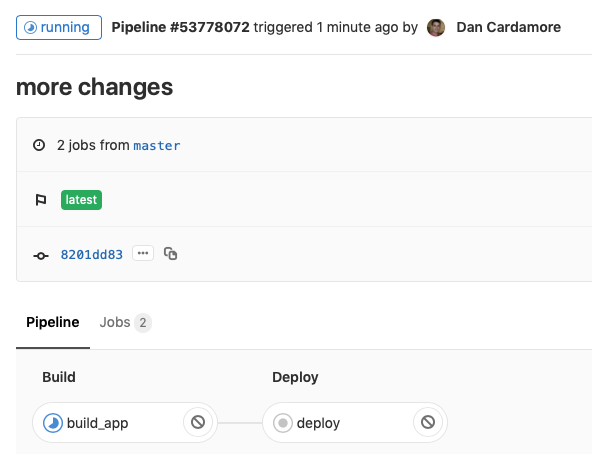 running Pipeline #53778072 triggered 1 minute ago by Dan Cardamore
more changes
2 jobs from master
latest
8201dd83 ...
Pipeline Jobs 2
Build Deploy
build_app deploy